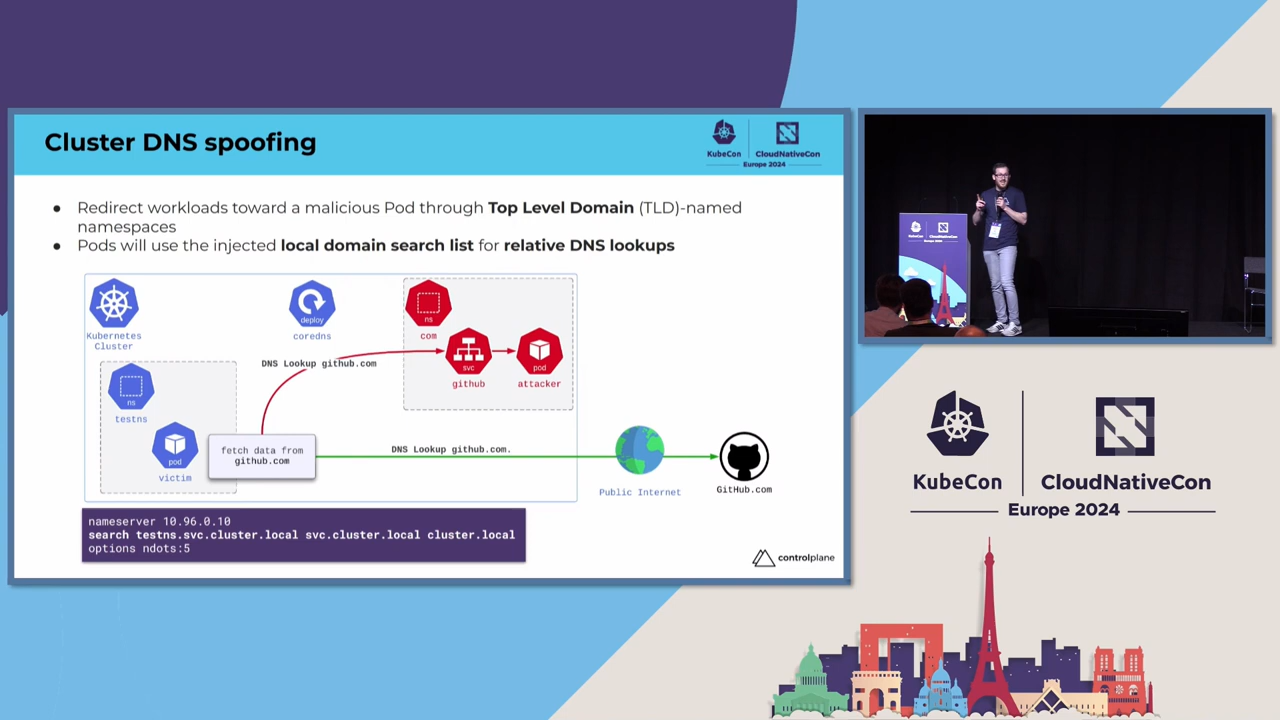 Cluster DNS spoofing
KubeCon
CloudNativeCon
Europe 2024
Redirect workloads toward a malicious Pod through Top Level Domain (TLD)-named
namespaces
Pods will use the injected local domain search list for relative DNS lookups
Kubernetes
Cluster
deploy
coredns
ns
com
DNS Lookup github.com
svc
github
pod
attacker
ns
testns
pod
victim
fetch data from
github.com
DNS Lookup github.com.
Public Internet
GitHub.com
nameserver 10.96.0.10
search testns.svc.cluster.local svc.cluster.local cluster.local
options ndots:5
controlplane
KubeCon
CloudNativeCon
Europe 2024